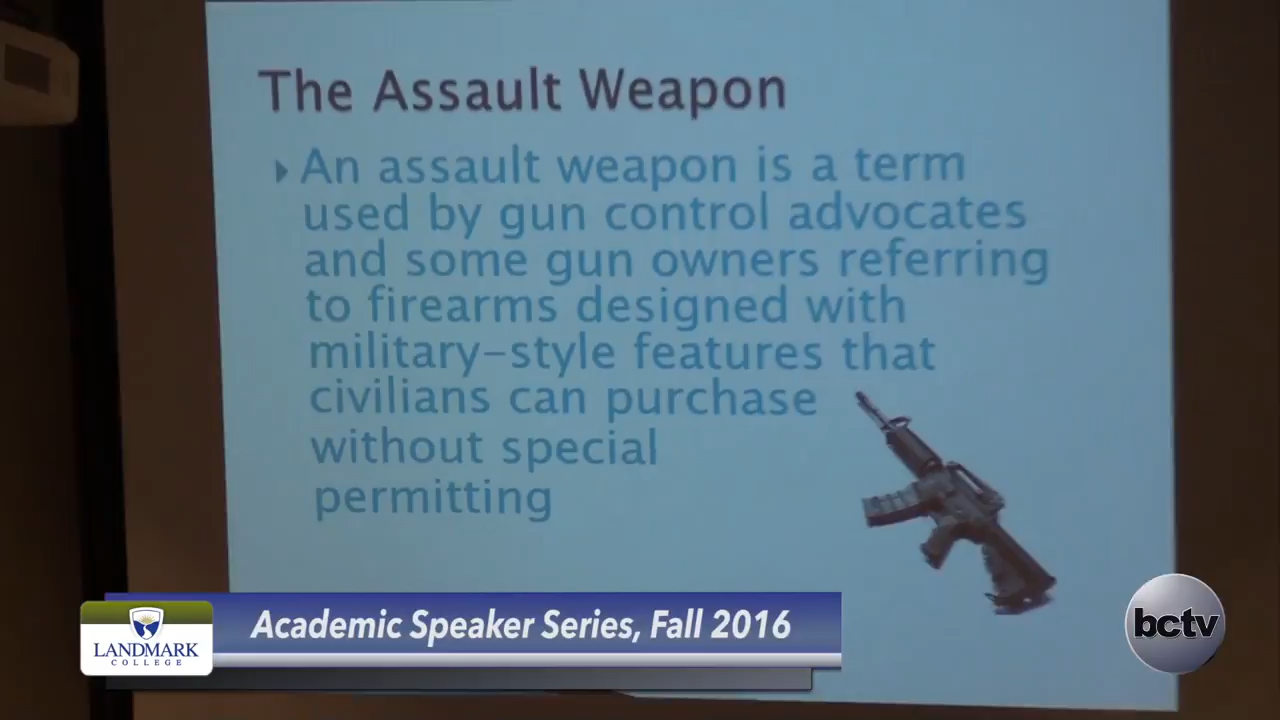 The Assault Weapon
An assault weapon is a term
used by gun control advocates
and some gun owners referring
to firearms designed with
military-style features that
civilians can purchase
without special
permitting
Academic Speaker Series, Fall 2016
LANDMARK
COLLEGE
bctv